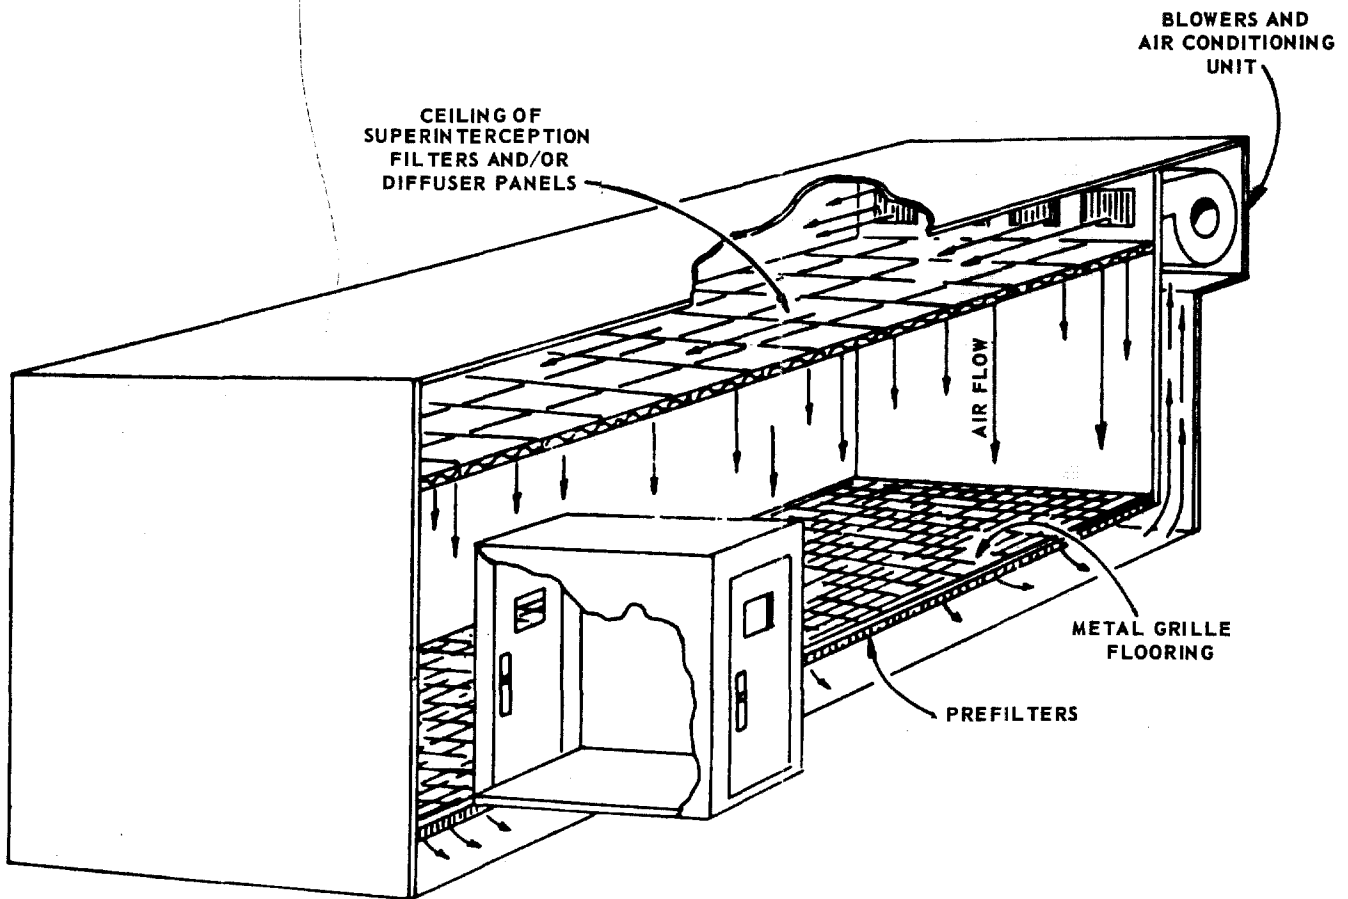 BLOWERS AND
AIR CONDITIONING
UNIT
CEILING OF
SUPERINTERCEPTION
FILTERS AND/OR
DIFFUSER PANELS
AIR FLOW
METAL GRILLE
FLOORING
PREFILTERS